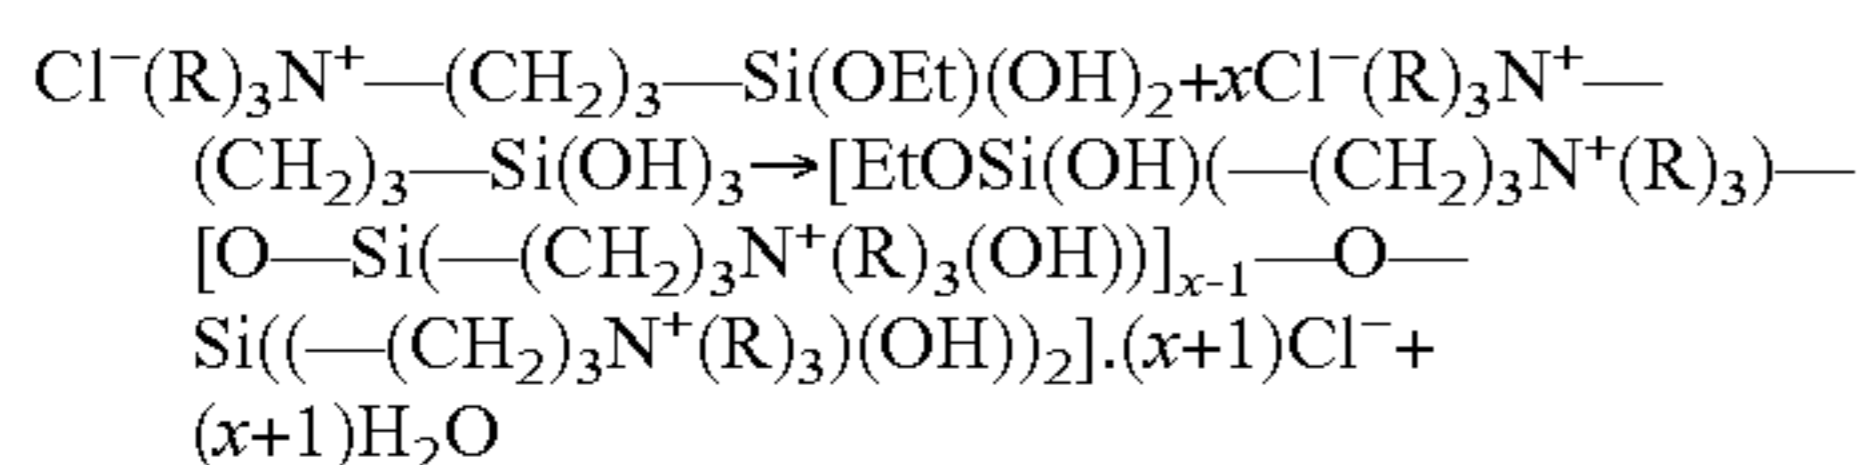 Cl⁻(R)₃N⁺—(CH₂)₃—Si(OEt)(OH)₂+xCl⁻(R)₃N⁺—
(CH₂)₃—Si(OH)₃→[EtOSi(OH)(—(CH₂)₃N⁺(R)₃)—
[O—Si(—(CH₂)₃N⁺(R)₃(OH))]ₓ₋₁—O—
Si((—(CH₂)₃N⁺(R)₃)(OH))₂].(x+1)Cl⁻+
(x+1)H₂O